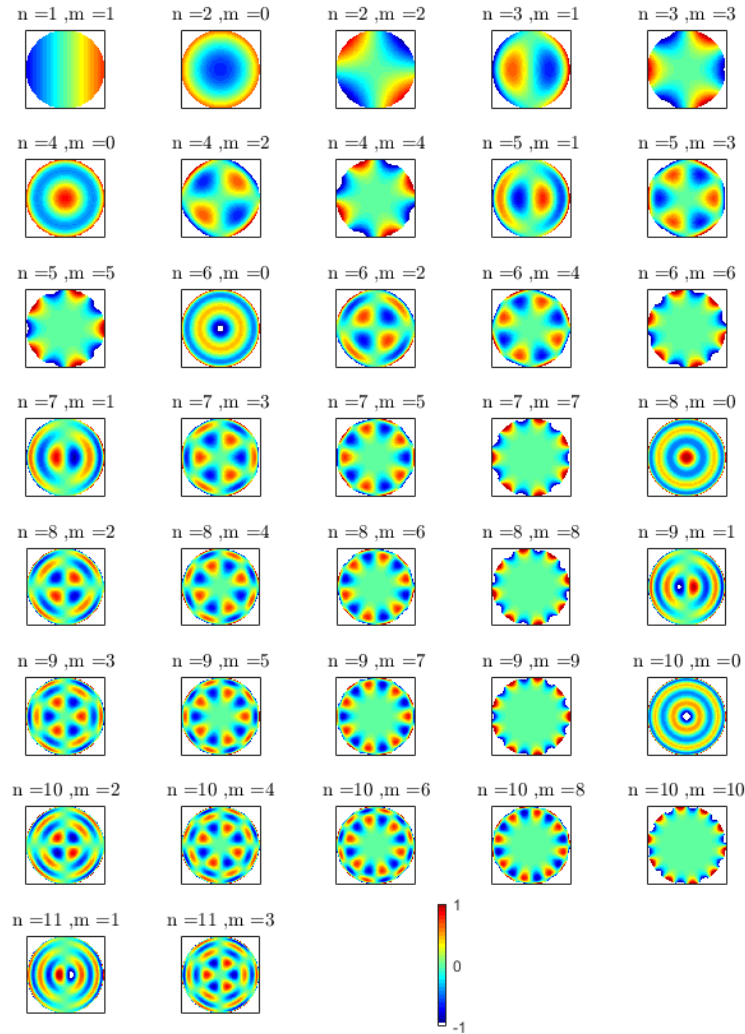 n =1 ,m =1 n =2 ,m =0 n =2 ,m =2 n =3 ,m =1 n =3 ,m =3
n =4 ,m =0 n =4 ,m =2 n =4 ,m =4 n =5 ,m =1 n =5 ,m =3
n =5 ,m =5 n =6 ,m =0 n =6 ,m =2 n =6 ,m =4 n =6 ,m =6
n =7 ,m =1 n =7 ,m =3 n =7 ,m =5 n =7 ,m =7 n =8 ,m =0
n =8 ,m =2 n =8 ,m =4 n =8 ,m =6 n =8 ,m =8 n =9 ,m =1
n =9 ,m =3 n =9 ,m =5 n =9 ,m =7 n =9 ,m =9 n =10 ,m =0
n =10 ,m =2 n =10 ,m =4 n =10 ,m =6 n =10 ,m =8 n =10 ,m =10
n =11 ,m =1 n =11 ,m =3
1
0
-1